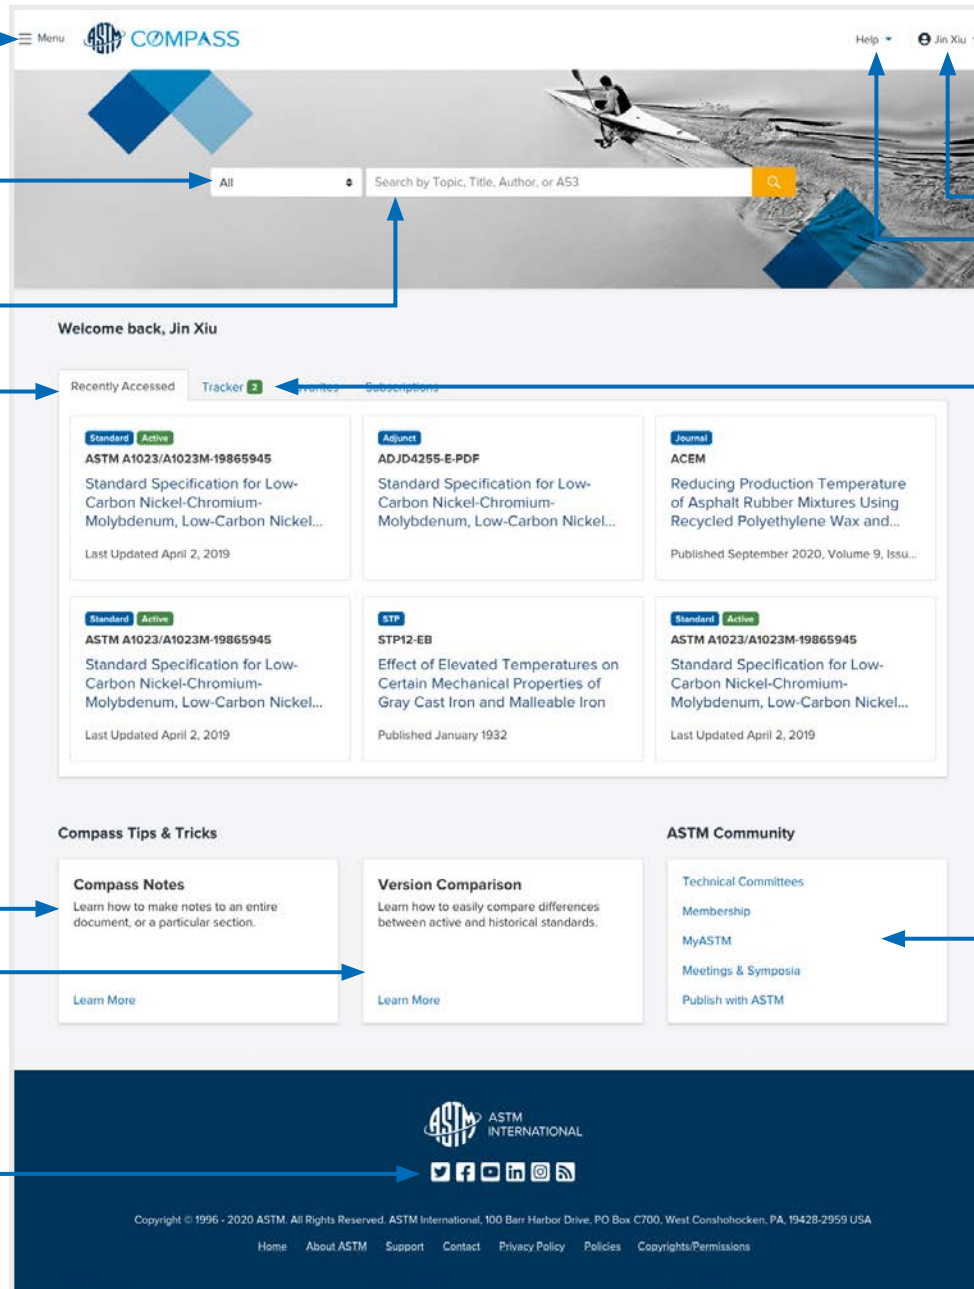 Menu
ASTM COMPASS
Help
Jin Xiu
All
Search by Topic, Title, Author, or A53
Welcome back, Jin Xiu
Recently Accessed
Tracker 2
Subscriptions
Standard Active
ASTM A1023/A1023M-19865945
Standard Specification for Low-
Carbon Nickel-Chromium-
Molybdenum, Low-Carbon Nickel...
Last Updated April 2, 2019
Adjunct
ADJD4255-E-PDF
Standard Specification for Low-
Carbon Nickel-Chromium-
Molybdenum, Low-Carbon Nickel...
Journal
ACEM
Reducing Production Temperature
of Asphalt Rubber Mixtures Using
Recycled Polyethylene Wax and...
Published September 2020, Volume 9, Issu...
Standard Active
ASTM A1023/A1023M-19865945
Standard Specification for Low-
Carbon Nickel-Chromium-
Molybdenum, Low-Carbon Nickel...
Last Updated April 2, 2019
STP
STP12-EB
Effect of Elevated Temperatures on
Certain Mechanical Properties of
Gray Cast Iron and Malleable Iron
Published January 1932
Standard Active
ASTM A1023/A1023M-19865945
Standard Specification for Low-
Carbon Nickel-Chromium-
Molybdenum, Low-Carbon Nickel...
Last Updated April 2, 2019
Compass Tips & Tricks
Compass Notes
Learn how to make notes to an entire
document, or a particular section.
Learn More
Version Comparison
Learn how to easily compare differences
between active and historical standards.
Learn More
ASTM Community
Technical Committees
Membership
MyASTM
Meetings & Symposia
Publish with ASTM
ASTM
ASTM
INTERNATIONAL
Copyright © 1996 - 2020 ASTM. All Rights Reserved. ASTM International, 100 Barr Harbor Drive, PO Box C700, West Conshohocken, PA, 19428-2959 USA
Home About ASTM Support Contact Privacy Policy Policies Copyrights/Permissions